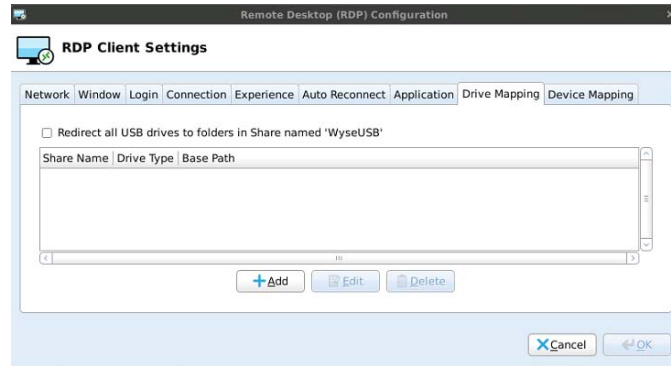 Remote Desktop (RDP) Configuration
RDP Client Settings
Network Window Login Connection Experience Auto Reconnect Application Drive Mapping Device Mapping
Redirect all USB drives to folders in Share named 'WyseUSB'
Share Name Drive Type Base Path
Add Edit Delete
Cancel OK